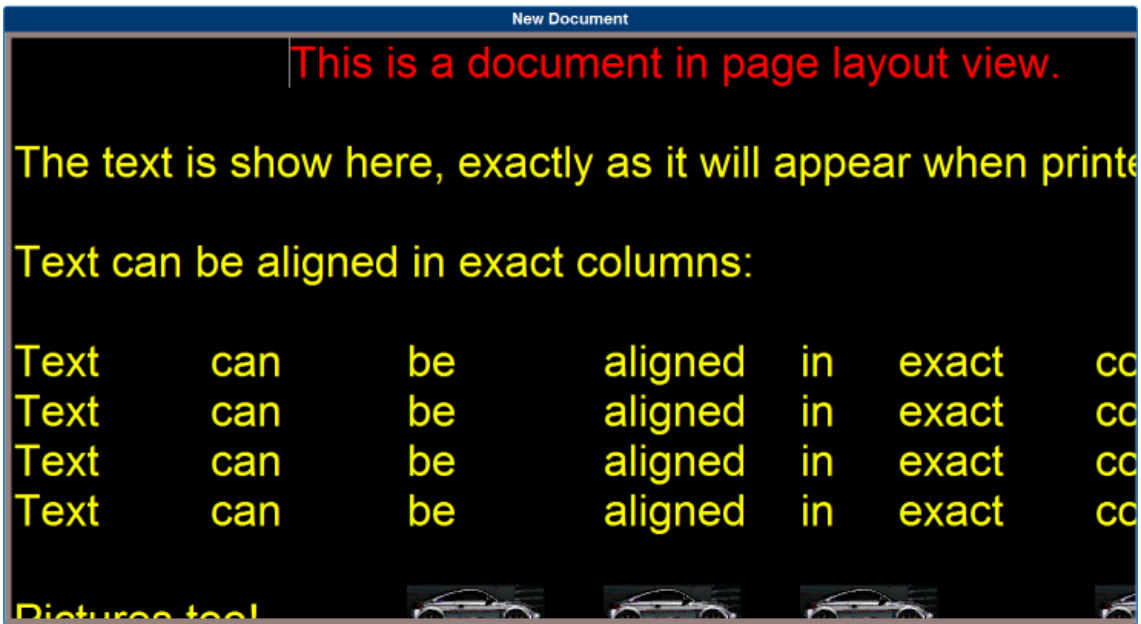 New Document
This is a document in page layout view.
The text is show here, exactly as it will appear when
Text can be aligned in exact columns:
Text can be aligned in exact
Text can be aligned in exact
Text can be aligned in exact
Text can be aligned in exact
Pictures too!